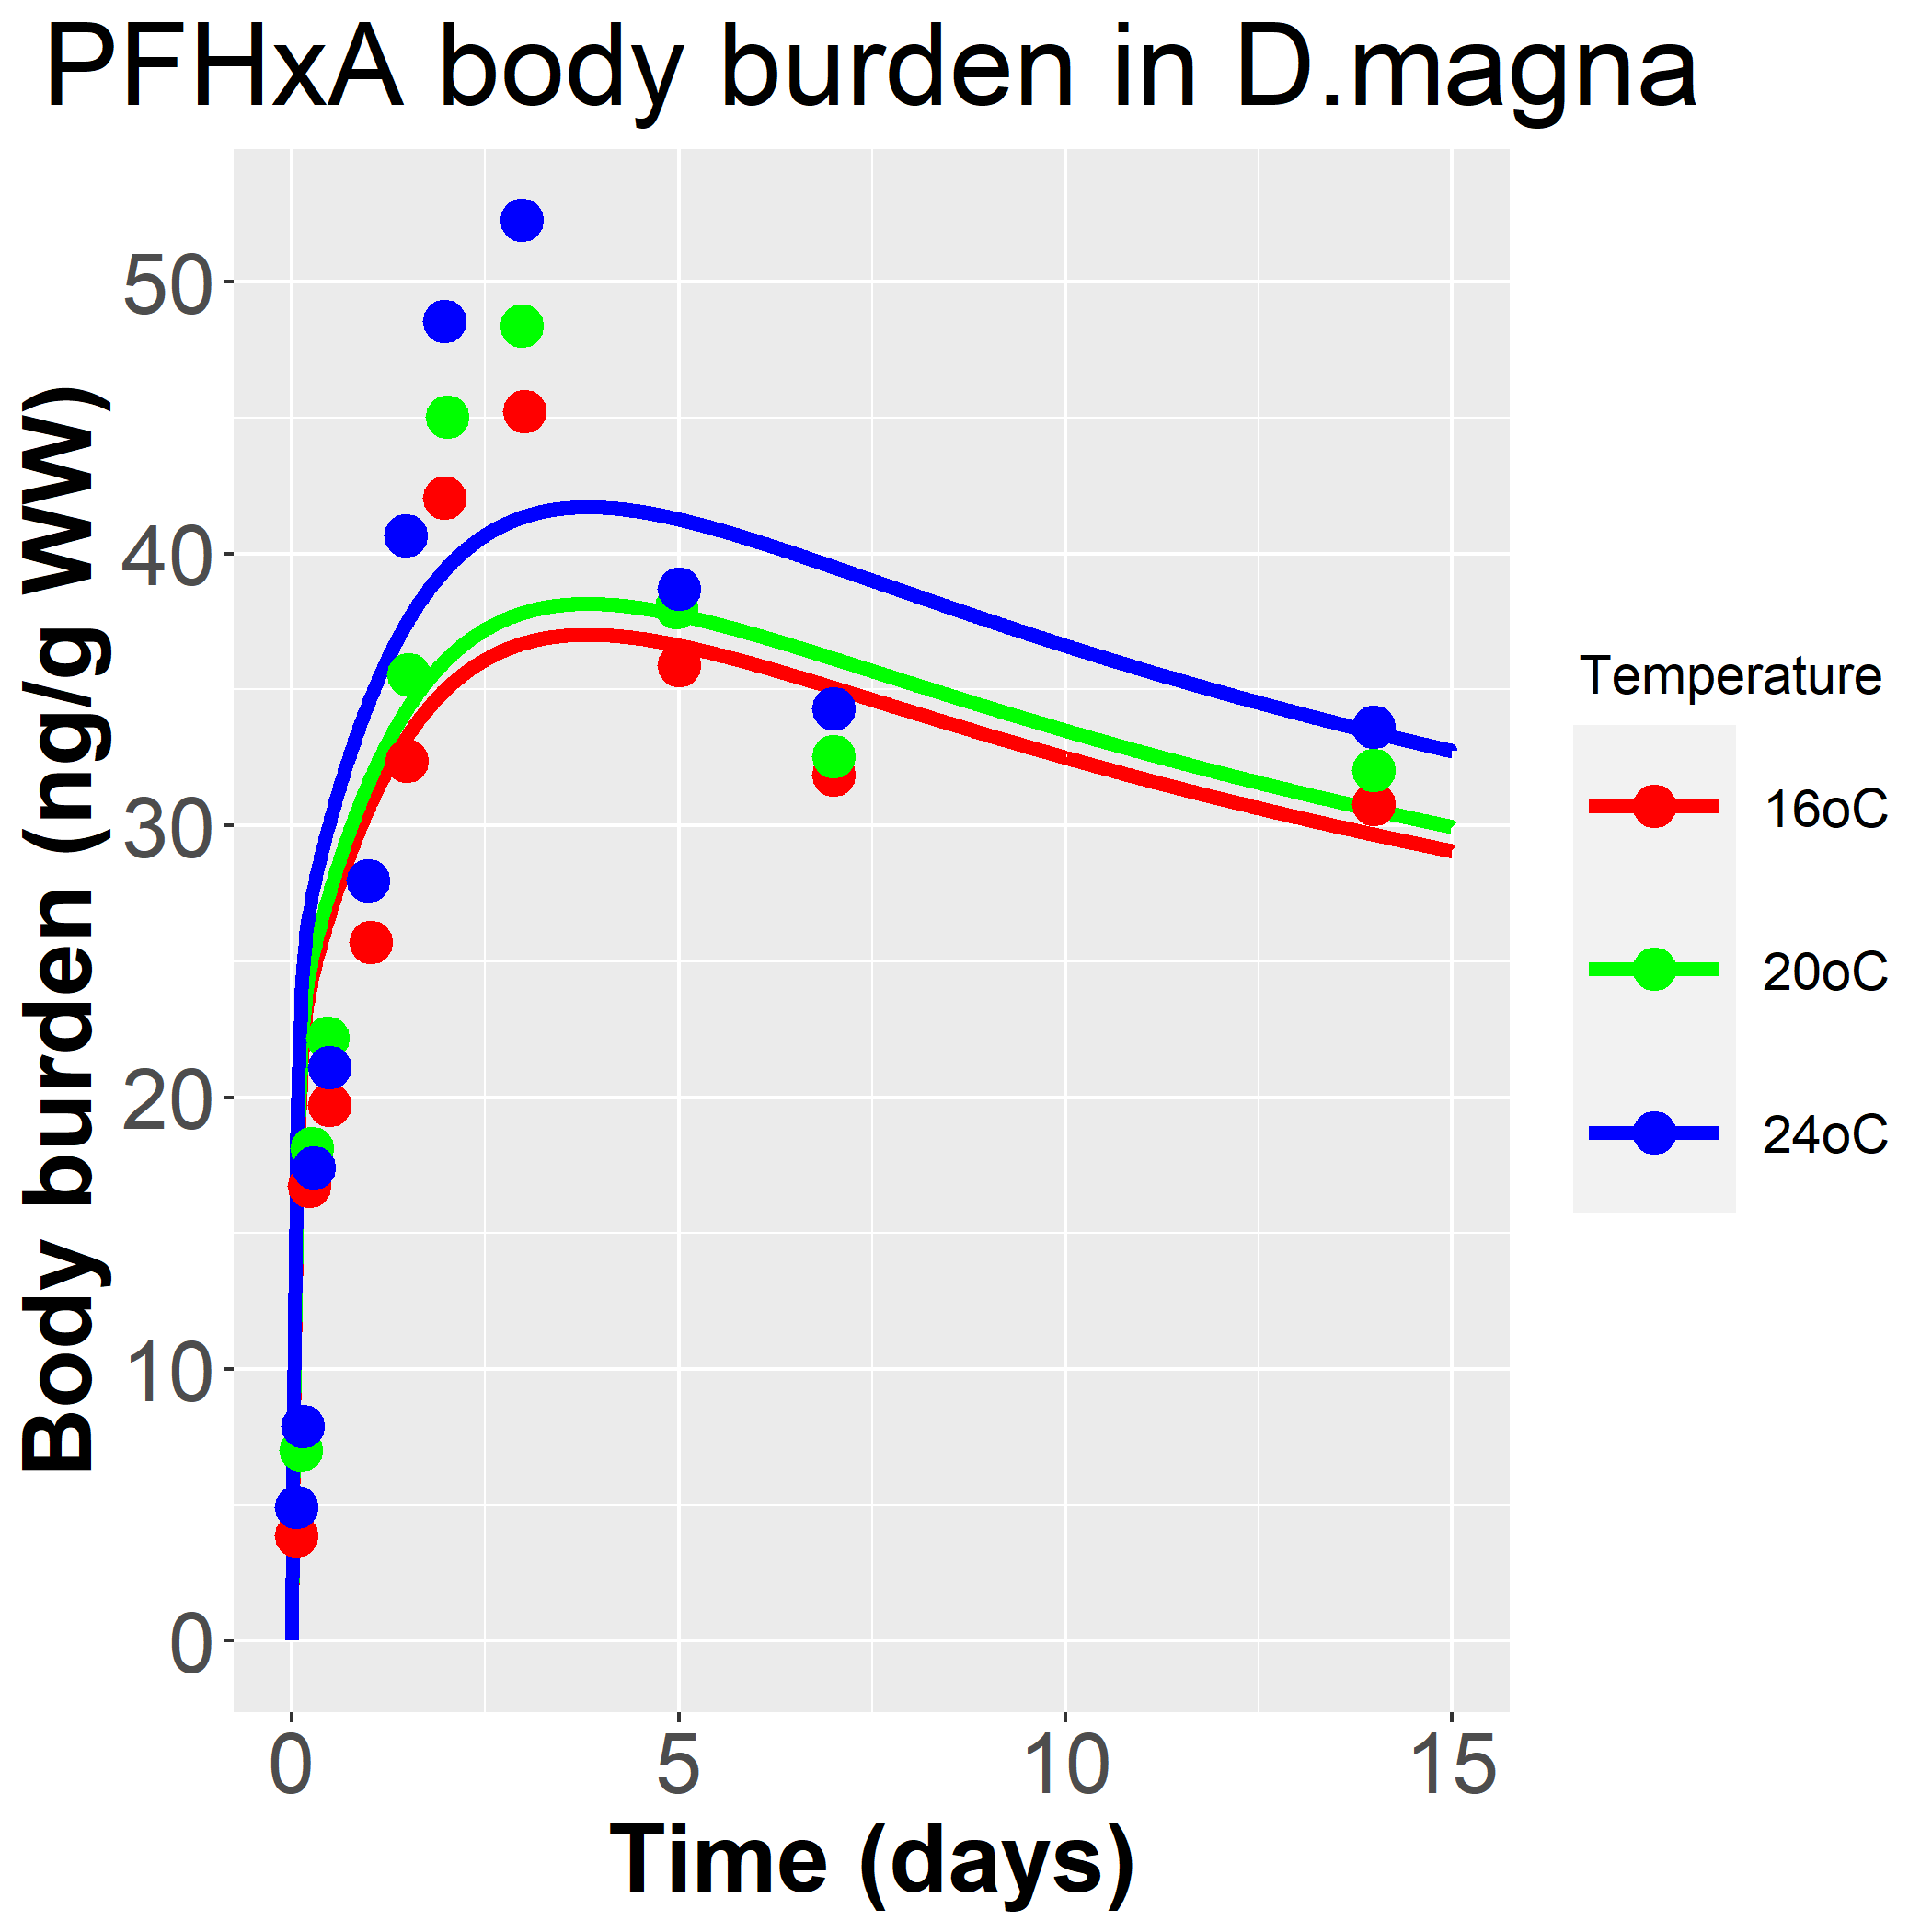 PFHxA body burden in D.magna
Body burden (ng/g WW)
50
40
30
20
10
0
0 5 10 15
Time (days)
Temperature
16oC
20oC
24oC